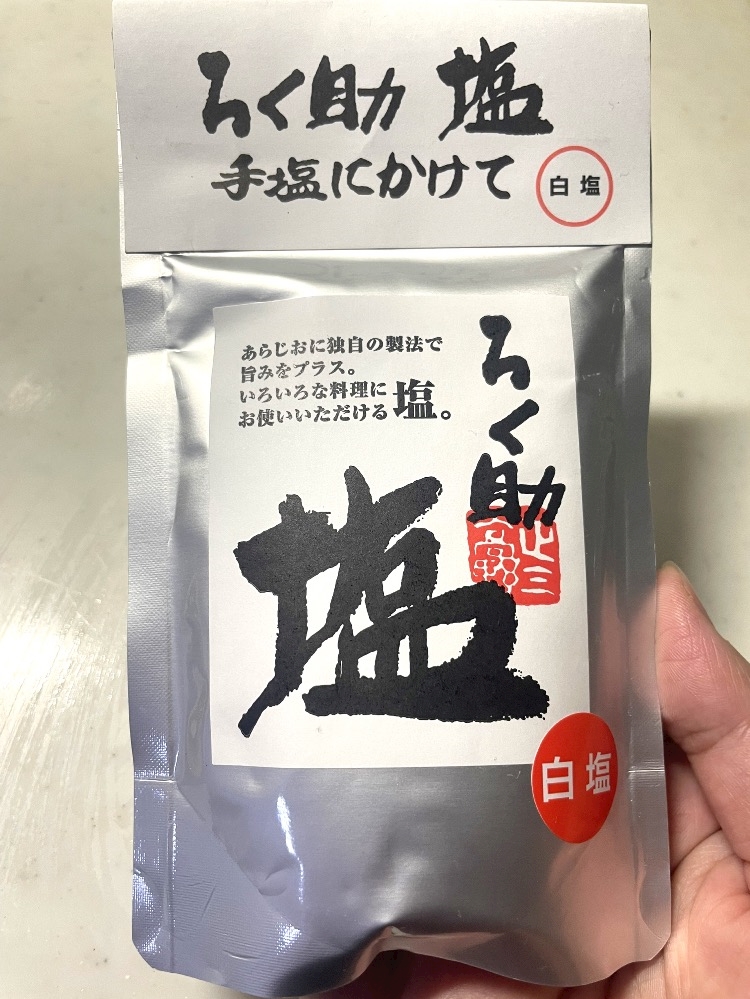 ろく助 塩
手塩にかけて
白塩
あらじおに独自の製法で
旨みをプラス。
いろいろな料理に
お使いいただける塩。
ろく助
塩
白塩